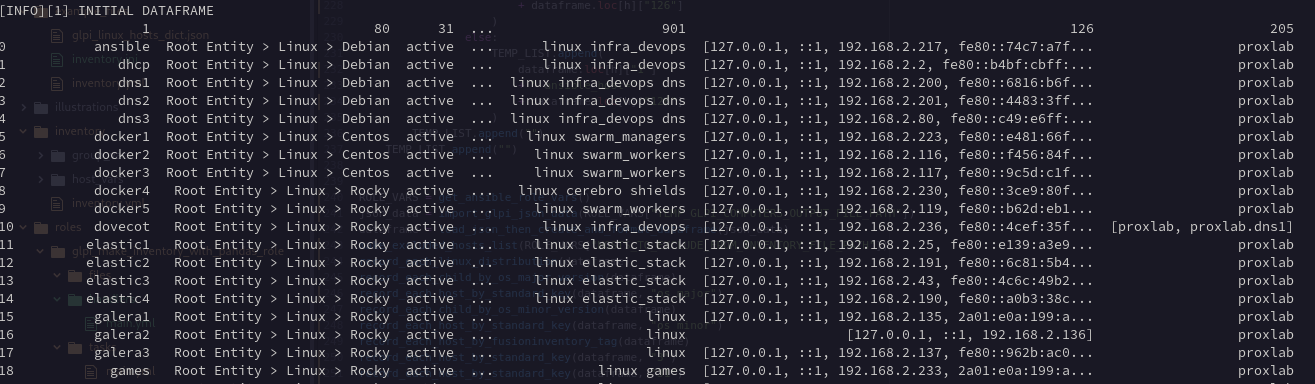 [INFO][1] INITIAL DATAFRAME
1 80 31 ... 901 126 205
0 ansible Root Entity > Linux > Debian active ... linux infra_devops [127.0.0.1, ::1, 192.168.2.217, fe80::74c7:a7f... proxlab
1 dhcp Root Entity > Linux > Debian active ... linux infra_devops [127.0.0.1, ::1, 192.168.2.2, fe80::b4bf:cbff:... proxlab
2 dns1 Root Entity > Linux > Debian active ... linux infra_devops dns [127.0.0.1, ::1, 192.168.2.200, fe80::6816:b6f... proxlab
3 dns2 Root Entity > Linux > Debian active ... linux infra_devops dns [127.0.0.1, ::1, 192.168.2.201, fe80::4483:3ff... proxlab
4 dns3 Root Entity > Linux > Debian active ... linux infra_devops dns [127.0.0.1, ::1, 192.168.2.80, fe80::c49:e6ff:... proxlab
5 docker1 Root Entity > Linux > Centos active ... linux swarm_managers [127.0.0.1, ::1, 192.168.2.223, fe80::e481:66f... proxlab
6 docker2 Root Entity > Linux > Centos active ... linux swarm_workers [127.0.0.1, ::1, 192.168.2.116, fe80::f456:84f... proxlab
7 docker3 Root Entity > Linux > Centos active ... linux swarm_workers [127.0.0.1, ::1, 192.168.2.117, fe80::9c5d:c1f... proxlab
8 docker4 Root Entity > Linux > Rocky active ... linux cerebro shields [127.0.0.1, ::1, 192.168.2.230, fe80::3ce9:80f... proxlab
9 docker5 Root Entity > Linux > Rocky active ... linux swarm_workers [127.0.0.1, ::1, 192.168.2.119, fe80::b62d:eb1... proxlab
10 dovecot Root Entity > Linux > Rocky active ... linux infra_devops [127.0.0.1, ::1, 192.168.2.236, fe80::4cef:35f... [proxlab, proxlab.dns1]
11 elastic1 Root Entity > Linux > Rocky active ... linux elastic_stack [127.0.0.1, ::1, 192.168.2.25, fe80::e139:a3e9... proxlab
12 elastic2 Root Entity > Linux > Rocky active ... linux elastic_stack [127.0.0.1, ::1, 192.168.2.191, fe80::6c81:5b4... proxlab
13 elastic3 Root Entity > Linux > Rocky active ... linux elastic_stack [127.0.0.1, ::1, 192.168.2.43, fe80::4c6c:49b2... proxlab
14 elastic4 Root Entity > Linux > Rocky active ... linux elastic_stack [127.0.0.1, ::1, 192.168.2.190, fe80::a0b3:38c... proxlab
15 galera1 Root Entity > Linux > Rocky active ... linux [127.0.0.1, ::1, 192.168.2.135, 2a01:e0a:199:a... proxlab
16 galera2 Root Entity > Linux > Rocky active ... linux [127.0.0.1, ::1, 192.168.2.136] proxlab
17 galera3 Root Entity > Linux > Rocky active ... linux [127.0.0.1, ::1, 192.168.2.137, fe80::962b:ac0... proxlab
18 games Root Entity > Linux > Rocky active ... linux games [127.0.0.1, ::1, 192.168.2.233, 2a01:e0a:199:a... proxlab